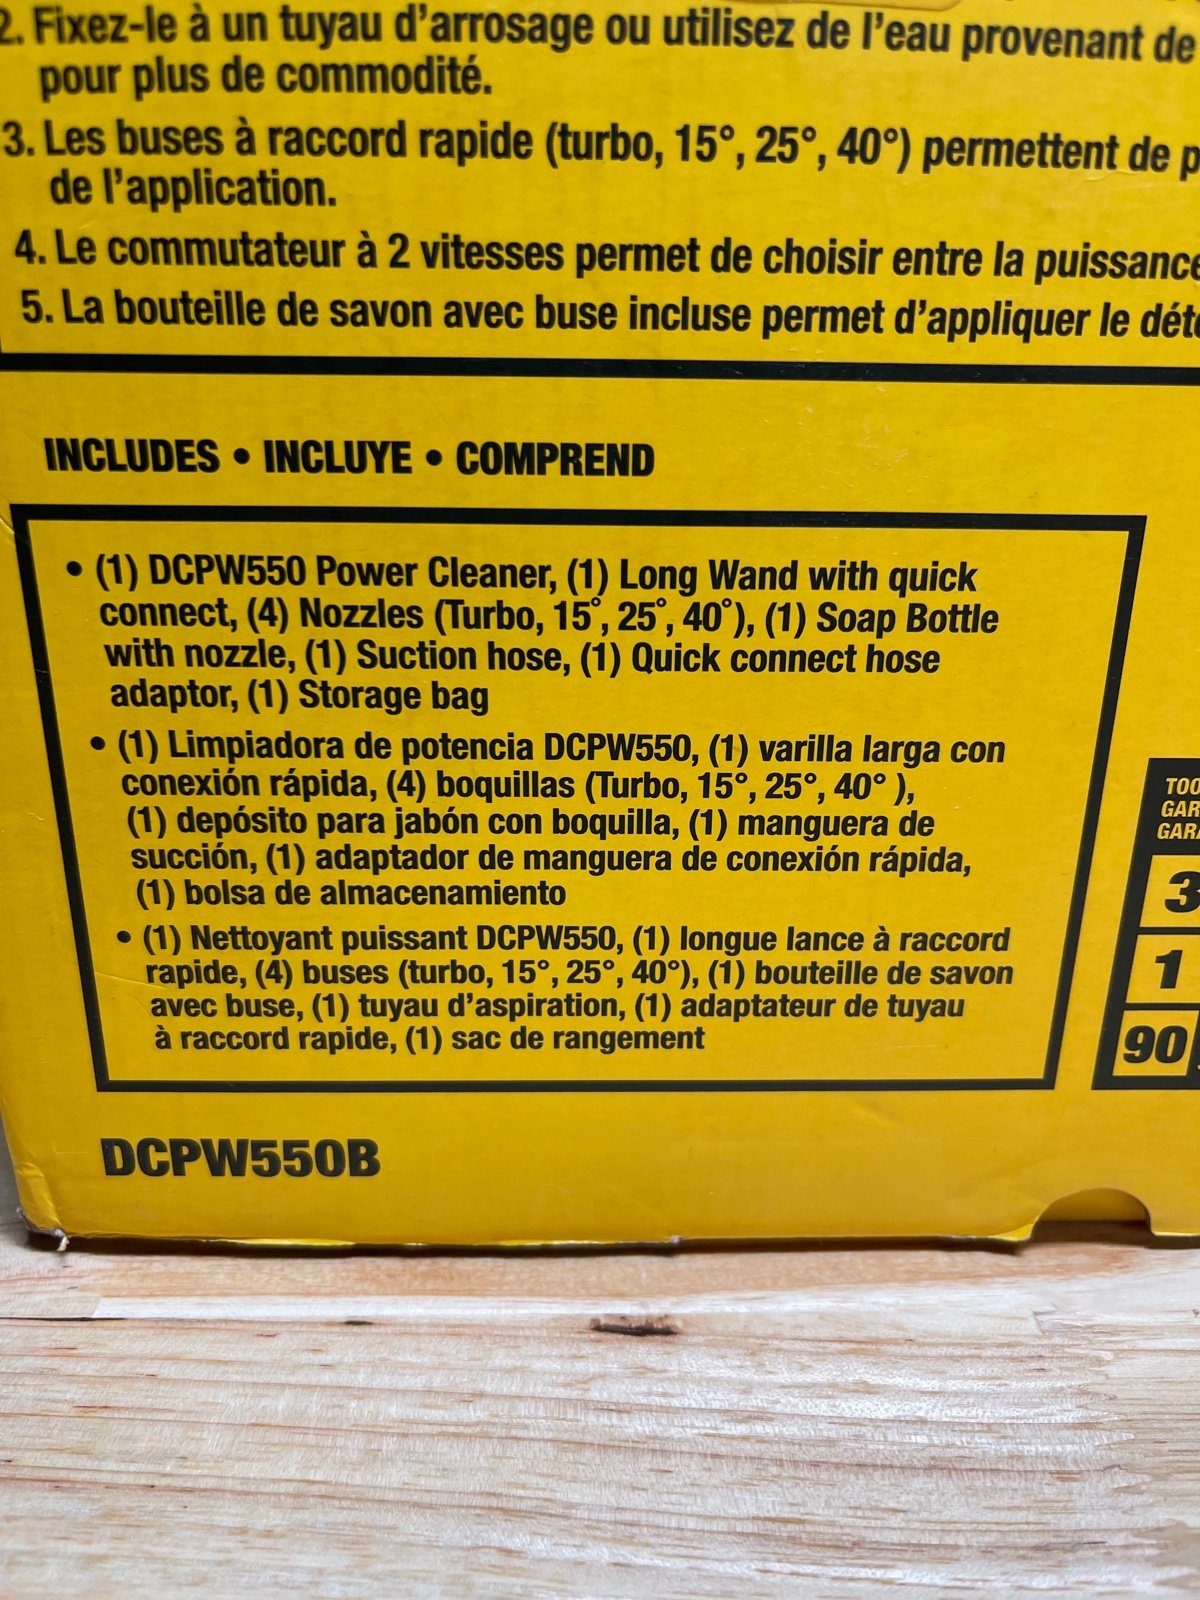 2. Fixez-le à un tuyau d’arrosage ou utilisez de l’eau provenant de
pour plus de commodité.
3. Les buses à raccord rapide (turbo, 15°, 25°, 40°) permettent de
de l’application.
4. Le commutateur à 2 vitesses permet de choisir entre la puissance
5. La bouteille de savon avec buse incluse permet d’appliquer le
INCLUDES • INCLUYE • COMPREND
• (1) DCPW550 Power Cleaner, (1) Long Wand with quick
connect, (4) Nozzles (Turbo, 15°, 25°, 40°), (1) Soap Bottle
with nozzle, (1) Suction hose, (1) Quick connect hose
adaptor, (1) Storage bag
• (1) Limpiadora de potencia DCPW550, (1) varilla larga con
conexión rápida, (4) boquillas (Turbo, 15°, 25°, 40° ),
(1) depósito para jabón con boquilla, (1) manguera de
succión, (1) adaptador de manguera de conexión rápida,
(1) bolsa de almacenamiento
• (1) Nettoyant puissant DCPW550, (1) longue lance à raccord
rapide, (4) buses (turbo, 15°, 25°, 40°), (1) bouteille de savon
avec buse, (1) tuyau d’aspiration, (1) adaptateur de tuyau
à raccord rapide, (1) sac de rangement
3
1
90
DCPW550B